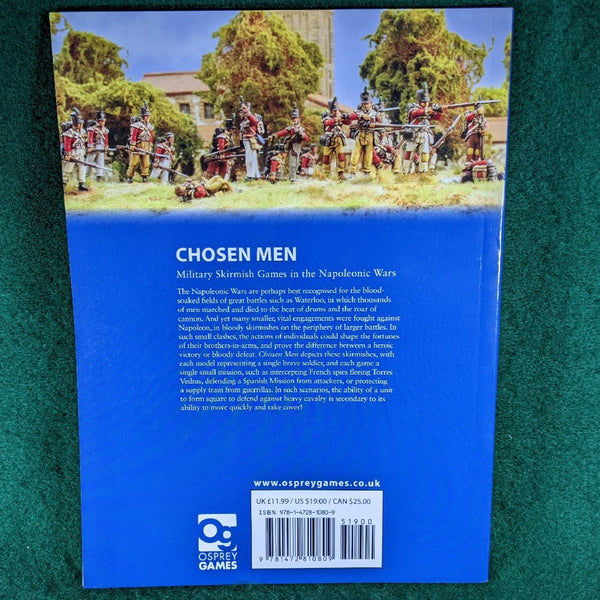 CHOSEN MEN
Military Skirmish Games in the Napoleonic Wars
The Napoleonic Wars are perhaps best recognised for the blood-
soaked fields of great battles such as Waterloo, in which thousands
of men marched and died to the beat of drums and the roar of
cannon. And yet many smaller, vital engagements were fought against
Napoleon, in bloody skirmishes on the periphery of larger battles. In
such small clashes, the actions of individuals could shape the fortunes
of their brothers-in-arms, and prove the difference between a heroic
victory or bloody defeat. Chosen Men depicts these skirmishes, with
each model representing a single brave soldier, and each game a
single small mission, such as intercepting French spies fleeing Torres
Vedras, defending a Spanish Mission from attackers, or protecting
a supply train from guerrillas. In such scenarios, the ability of a unit
to form square to defend against heavy cavalry is secondary to its
ability to move quickly and take cover!
www.ospreygames.co.uk
UK £11.99 / US $19.00 / CAN $25.00
ISBN 978-1-4728-1080-9
51900
9 781472 810809
Og
OSPREY
GAMES